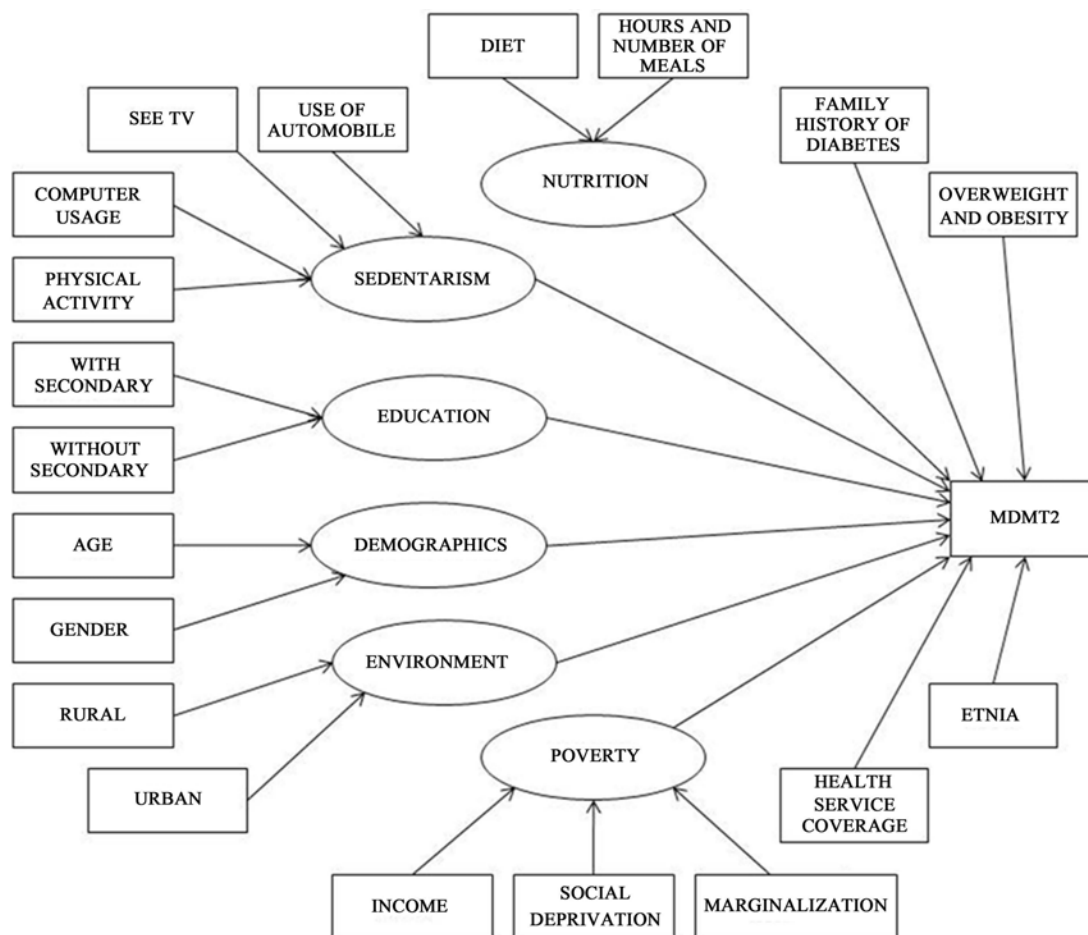 DIET
HOURS AND
NUMBER OF
MEALS
SEE TV
USE OF
AUTOMOBILE
FAMILY
HISTORY OF
DIABETES
NUTRITION
COMPUTER
USAGE
OVERWEIGHT
AND OBESITY
PHYSICAL
ACTIVITY
SEDENTARISM
WITH
SECONDARY
EDUCATION
WITHOUT
SECONDARY
MDMT2
AGE
DEMOGRAPHICS
GENDER
ENVIRONMENT
RURAL
ETNIA
POVERTY
URBAN
HEALTH
SERVICE
COVERAGE
INCOME
SOCIAL
DEPRIVATION
MARGINALIZATION